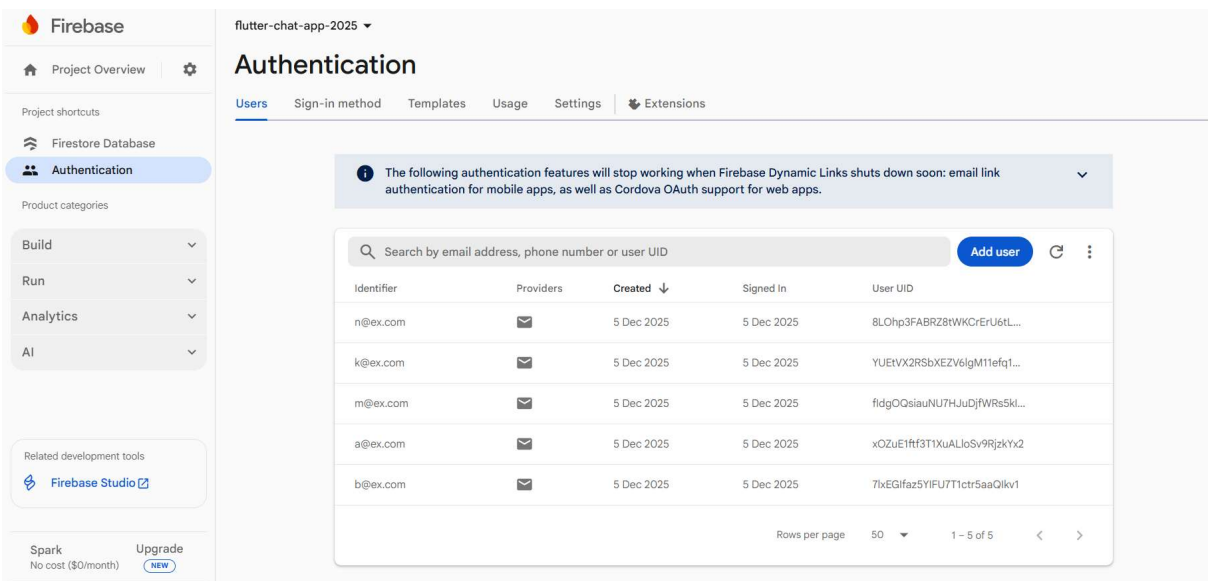 Firebase
Project Overview
Project shortcuts
Firestore Database
Authentication
Product categories
Build
Run
Analytics
AI
Related development tools
Firebase Studio
Spark
No cost ($0/month)
Upgrade
NEW
flutter-chat-app-2025
Authentication
Users Sign-in method Templates Usage Settings Extensions
The following authentication features will stop working when Firebase Dynamic Links shuts down soon: email link
authentication for mobile apps, as well as Cordova OAuth support for web apps.
Search by email address, phone number or user UID Add user
Identifier Providers Created Signed In User UID
n@ex.com 5 Dec 2025 5 Dec 2025 8LOhp3FABRZ8tWKCrErU6tL...
k@ex.com 5 Dec 2025 5 Dec 2025 YUEtVX2RSbXEZV6lgM11efq1...
m@ex.com 5 Dec 2025 5 Dec 2025 fIdgOQsiauNU7HJuDjfWRs5kI...
a@ex.com 5 Dec 2025 5 Dec 2025 xOZuE1ftf3T1XuALIoSv9RjzkYx2
b@ex.com 5 Dec 2025 5 Dec 2025 7lxEGIfaz5YIFU7T1ctr5aaQIkv1
Rows per page 50 1 – 5 of 5